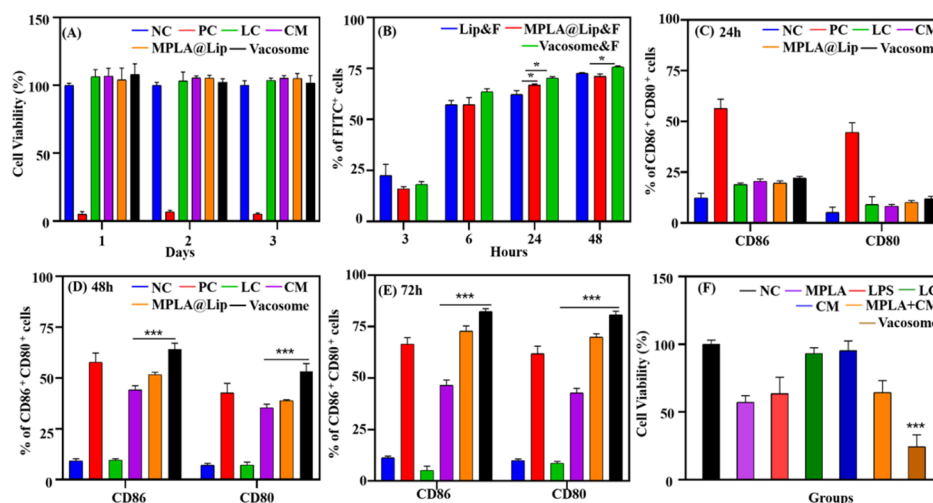 (A) NC PC LC CM
MPLA@Lip Vacosome
Cell Viability (%)
150
100
50
0
1 2 3
Days
(B) Lip&F MPLA@Lip&F
Vacosome&F
% of FITC+ cells
100
75
50
25
0
* * *
3 6 24 48
Hours
(C) 24h NC PC LC CM
MPLA@Lip Vacosome
% of CD86+ CD80+ cells
100
75
50
25
0
CD86 CD80
(D) 48h NC PC LC CM
MPLA@Lip Vacosome
% of CD86+ CD80+ cells
100
75
50
25
0
*** ***
CD86 CD80
(E) 72h NC PC LC CM
MPLA@Lip Vacosome
% of CD86+ CD80+ cells
100
75
50
25
0
*** ***
CD86 CD80
(F) NC MPLA LPS LC
CM MPLA+CM
Vacosome
Cell Viability (%)
150
100
50
0
***
Groups